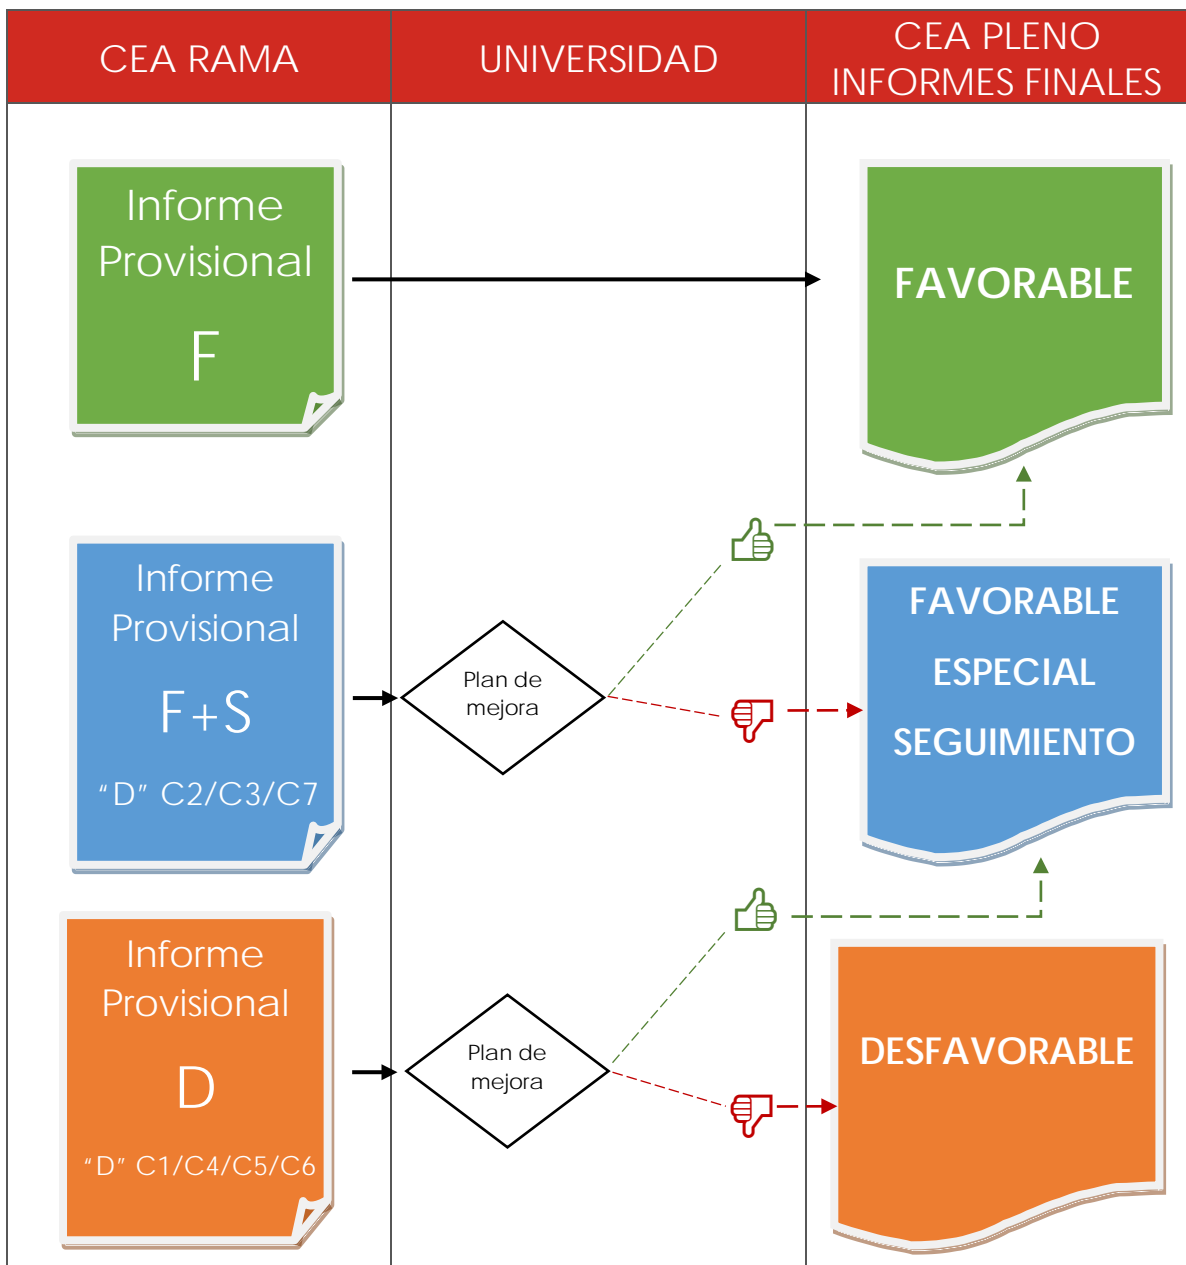 CEA RAMA
UNIVERSIDAD
CEA PLENO
INFORMES FINALES
Informe
Provisional
F
FAVORABLE
Informe
Provisional
F+S
"D" C2/C3/C7
Plan de
mejora
FAVORABLE
ESPECIAL
SEGUIMIENTO
Informe
Provisional
D
"D" C1/C4/C5/C6
Plan de
mejora
DESFAVORABLE